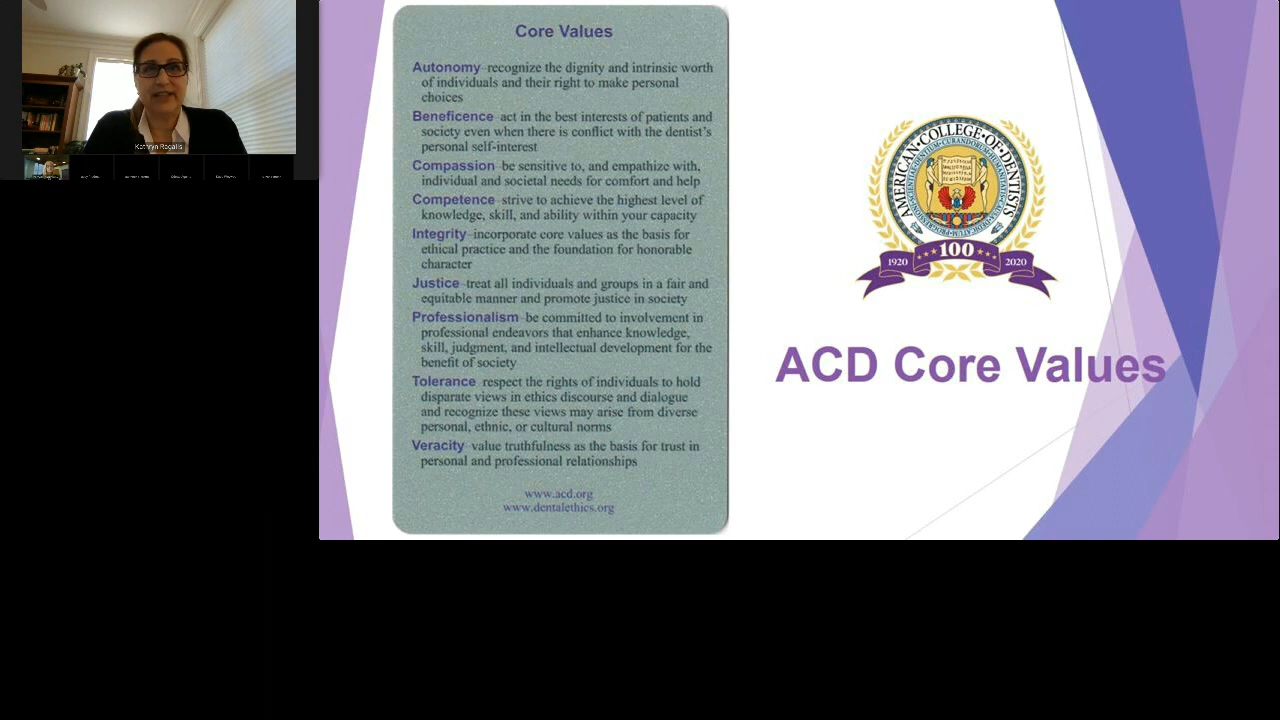 Kathryn Ragalis
Core Values
Autonomy recognize the dignity and intrinsic worth
of individuals and their right to make personal
choices
Beneficence act in the best interests of patients and
society even when there is conflict with the dentist's
personal self-interest
Compassion be sensitive to, and empathize with,
individual and societal needs for comfort and help
Competence strive to achieve the highest level of
knowledge, skill, and ability within your capacity
Integrity incorporate core values as the basis for
ethical practice and the foundation for honorable
character
Justice treat all individuals and groups in a fair and
equitable manner and promote justice in society
Professionalism be committed to involvement in
professional endeavors that enhance knowledge,
skill, judgment, and intellectual development for the
benefit of society
Tolerance respect the rights of individuals to hold
disparate views in ethics discourse and dialogue
and recognize these views may arise from diverse
personal, ethnic, or cultural norms
Veracity value truthfulness as the basis for trust in
personal and professional relationships
www.acd.org
www.dentalethics.org
AMERICAN·COLLEGE·OF·DENTISTS
1920
100
2020
ACD Core Values